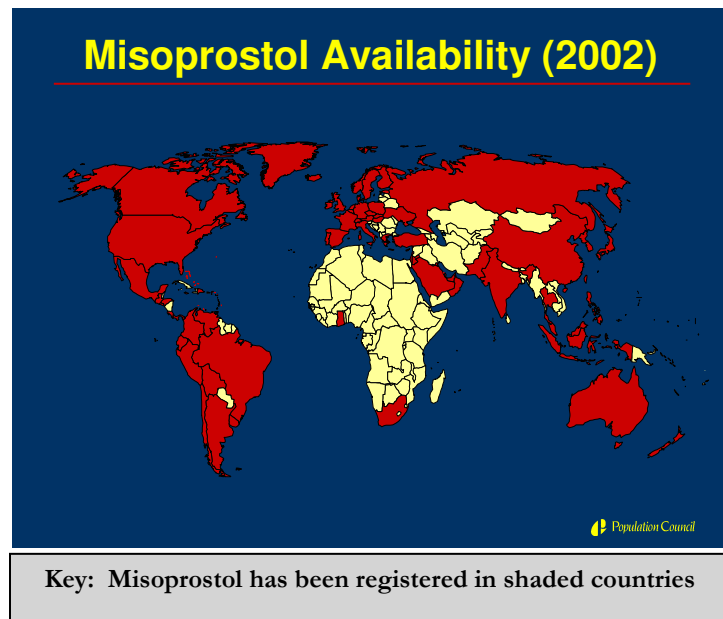 Misoprostol Availability (2002)
Population Council
Key: Misoprostol has been registered in shaded countries